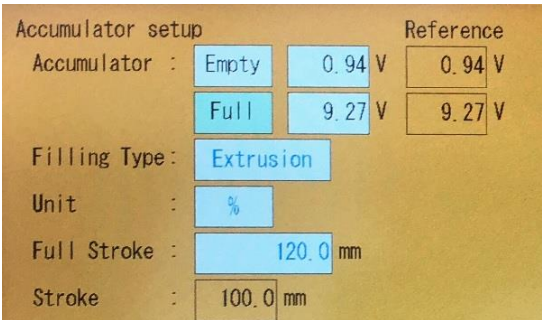 Accumulator setup Reference
Accumulator : Empty 0.94 V 0.94 V
Full 9.27 V 9.27 V
Filling Type : Extrusion
Unit : %
Full Stroke : 120.0 mm
Stroke : 100.0 mm